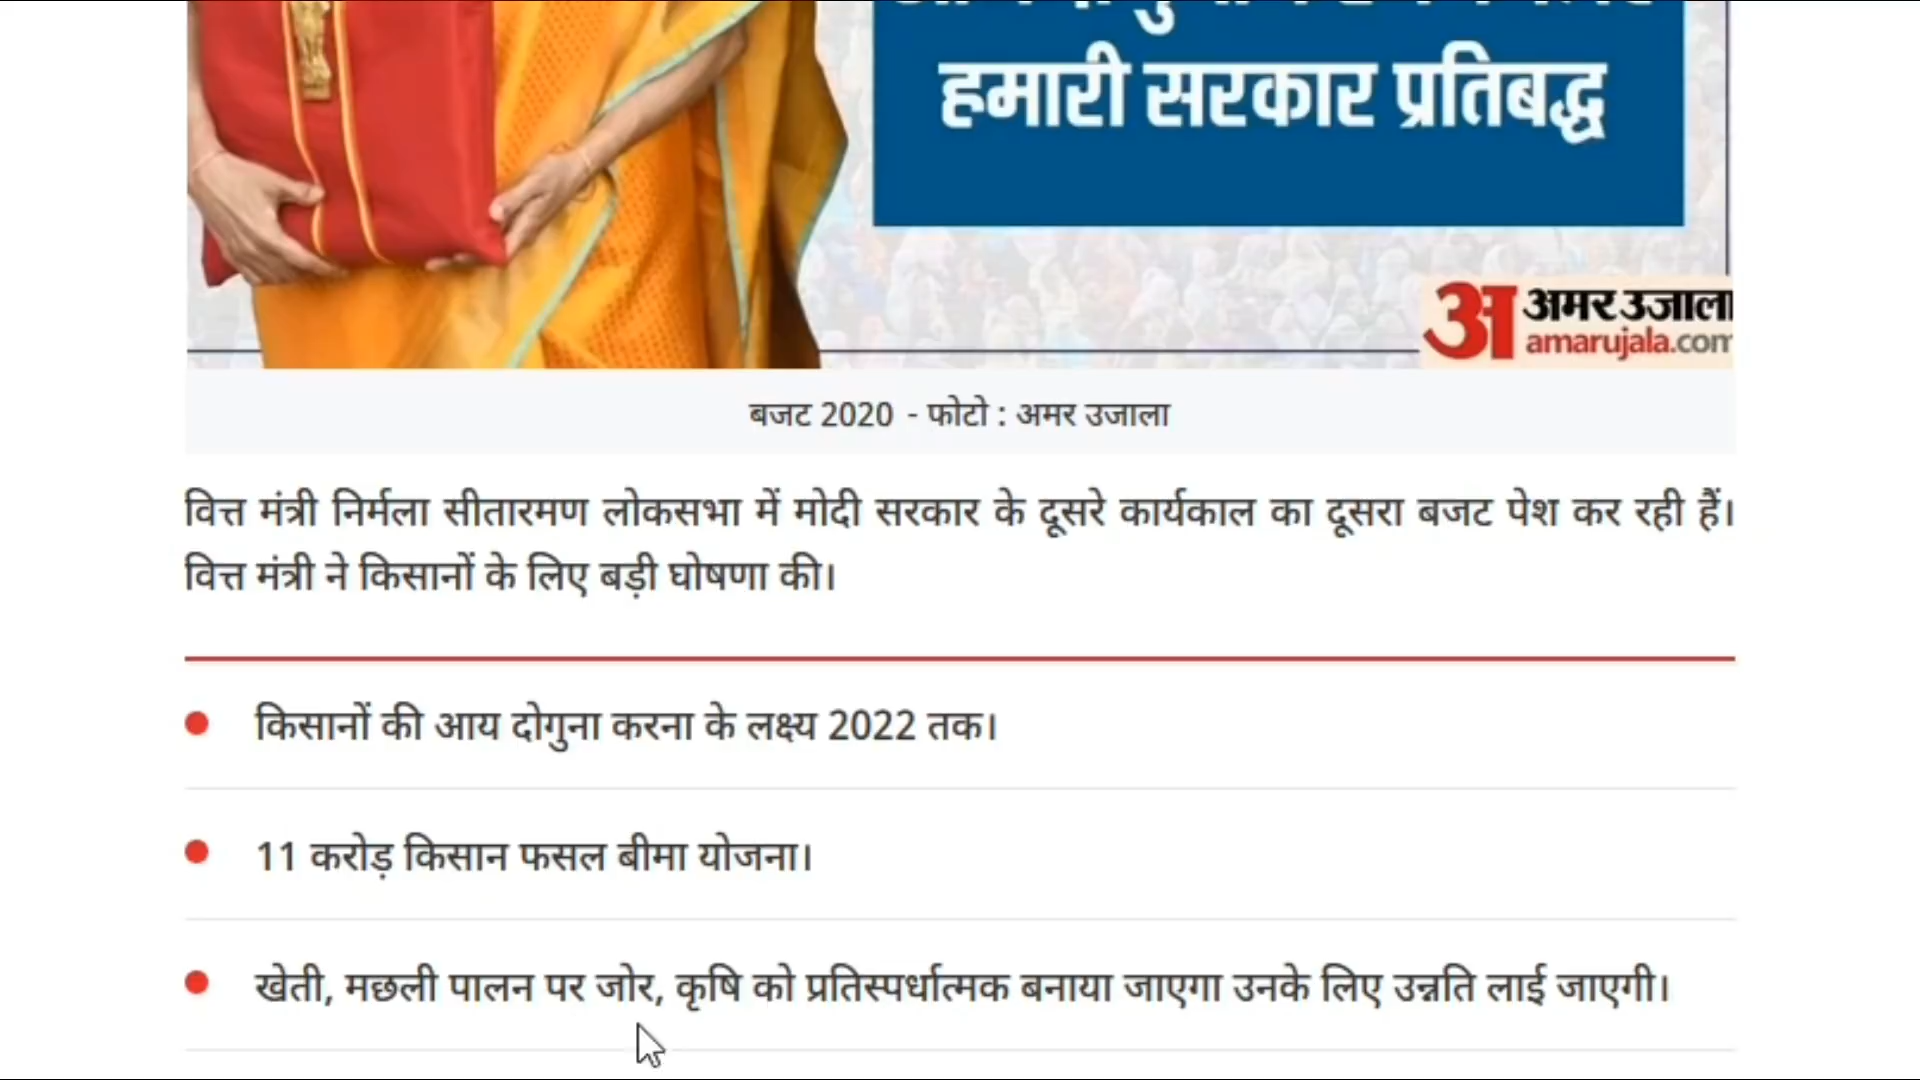 हमारी सरकार प्रतिबद्ध
अ अमर उजाला
amarujala.com
बजट 2020 - फोटो : अमर उजाला
वित्त मंत्री निर्मला सीतारमण लोकसभा में मोदी सरकार के दूसरे कार्यकाल का दूसरा बजट पेश कर रही हैं।
वित्त मंत्री ने किसानों के लिए बड़ी घोषणा की।
किसानों की आय दोगुना करना के लक्ष्य 2022 तक।
11 करोड़ किसान फसल बीमा योजना।
खेती, मछली पालन पर जोर, कृषि को प्रतिस्पर्धात्मक बनाया जाएगा उनके लिए उन्नति लाई जाएगी।